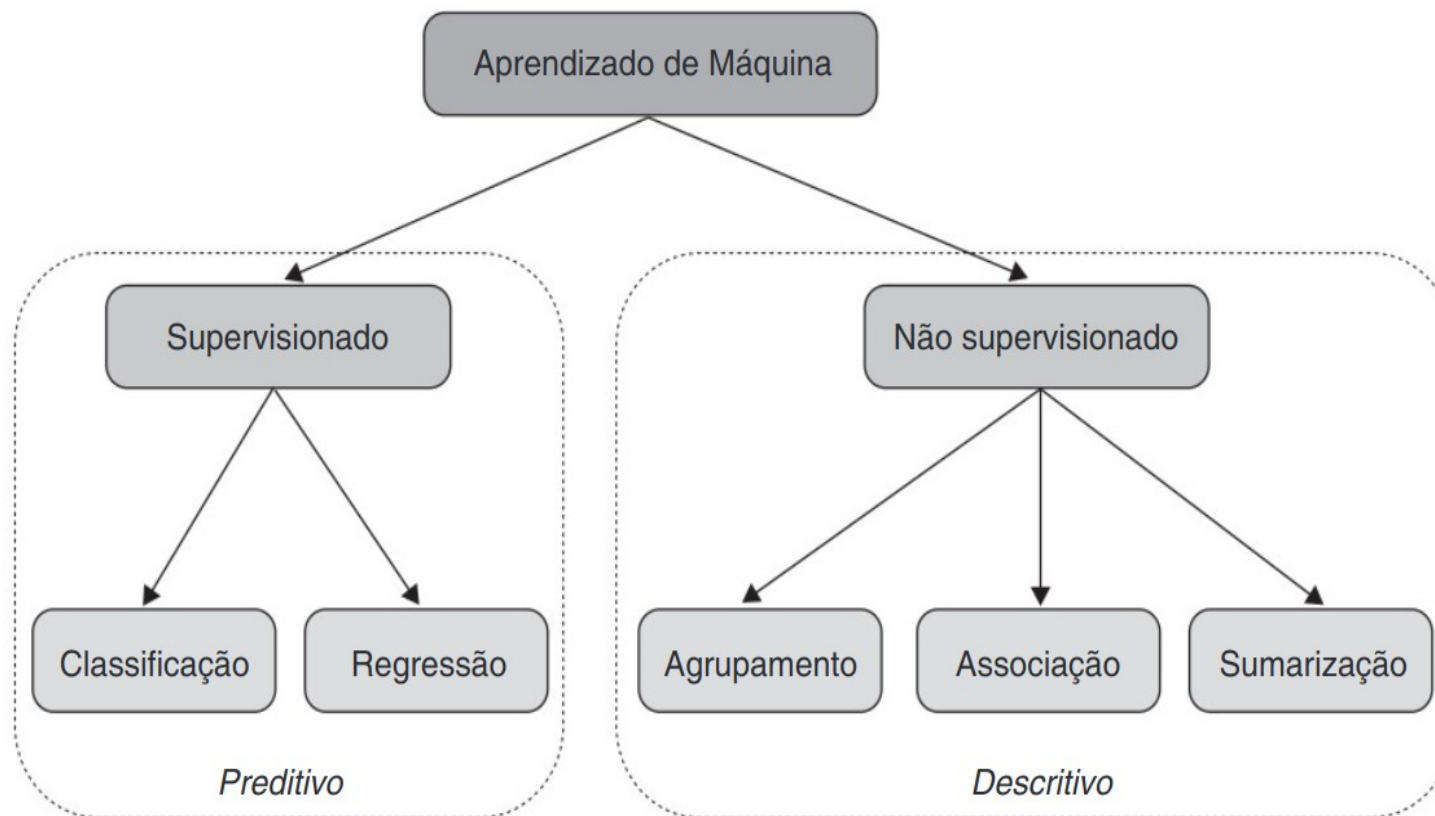 Aprendizado de Máquina
Supervisionado
Não supervisionado
Classificação
Regressão
Agrupamento
Associação
Sumarização
Preditivo
Descritivo